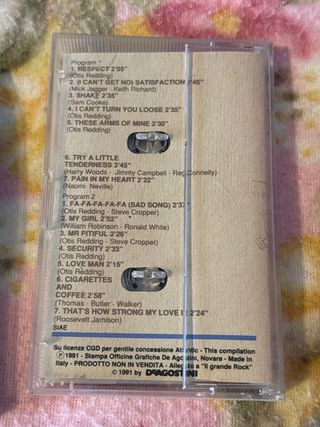 Program
1. RESPECT 2'05"
(Otis Redding)
2. (I CAN'T GET NO) SATISFACTION 2'45"
(Mick Jagger - Keith Richard)
3. SHAKE 2'35"
(Sam Cooke)
4. I CAN'T TURN YOU LOOSE 2'35"
(Otis Redding)
5. THESE ARMS OF MINE 2'30"
(Otis Redding)
6. TRY A LITTLE
TENDERNESS 3'45"
(Harry Woods - Jimmy Campbell - Reg Connelly)
7. PAIN IN MY HEART 2'22"
(Naomi Neville)
Program 2
1. FA-FA-FA-FA-FA (SAD SONG) 2'37"
(Otis Redding - Steve Cropper)
2. MY GIRL 2'52"
(William Robinson - Ronald White)
3. MR PITIFUL 2'26"
(Otis Redding - Steve Cropper)
4. SECURITY 2'33"
(Otis Redding)
5. LOVE MAN 2'15"
(Otis Redding)
6. CIGARETTES
AND
COFFEE 2'58"
(Thomas - Butler - Walker)
7. THAT'S HOW STRONG MY LOVE IS 2'24"
(Roosevelt Jamison)
SIAE
Su licenza CGD per gentile concessione Atlantic - This compilation
Ⓟ 1991 - Stampa Officine Grafiche De Agostini, Novara - Made in
Italy - PRODOTTO NON IN VENDITA - Allegato a "Il grande Rock"
© 1991 by DEAGOSTINI